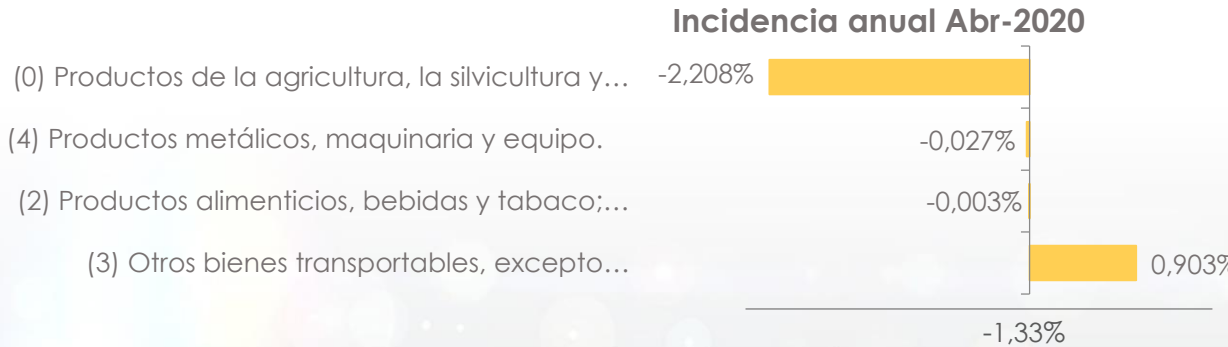 Incidencia anual Abr-2020
(0) Productos de la agricultura, la silvicultura y… -2,208%
(4) Productos metálicos, maquinaria y equipo. -0,027%
(2) Productos alimenticios, bebidas y tabaco;… -0,003%
(3) Otros bienes transportables, excepto… 0,903%
-1,33%